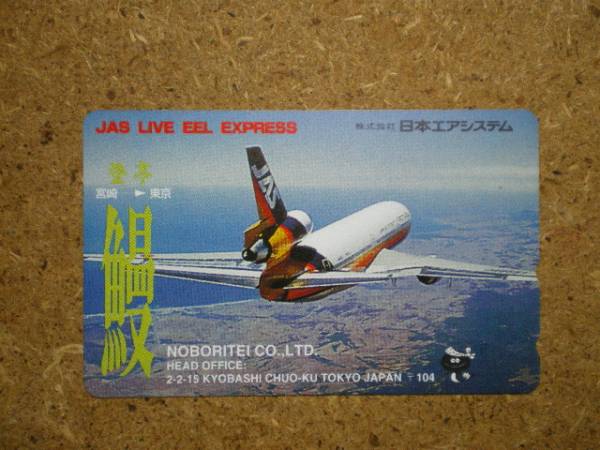 JAS LIVE EEL EXPRESS
株式会社 日本エアシステム
登亭
宮崎 ▶ 東京
鰻
JAS
NOBORITEI CO.,LTD.
HEAD OFFICE:
2-2-15 KYOBASHI CHUO-KU TOKYO JAPAN 〒104